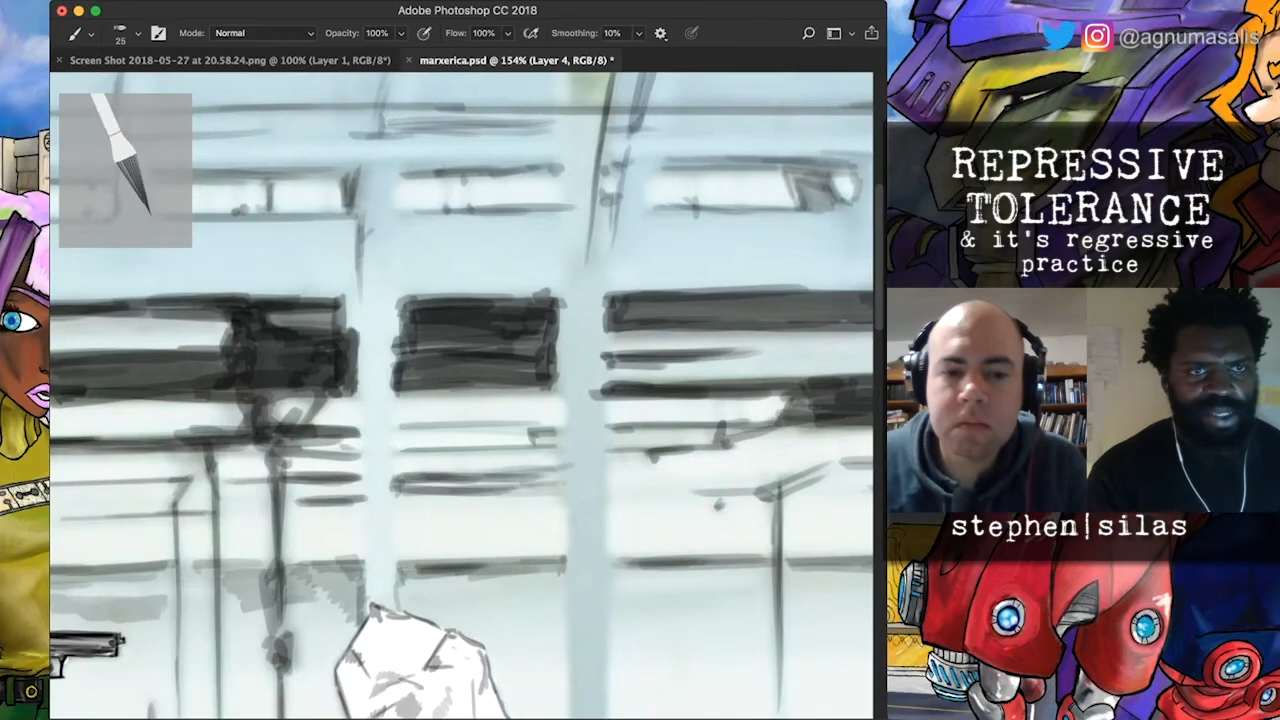 Adobe Photoshop CC 2018
25 Mode: Normal Opacity: 100% Flow: 100% Smoothing: 10%
Screen Shot 2018-05-27 at 20.58.24.png @ 100% (Layer 1, RGB/8*) marxerica.psd @ 154% (Layer 4, RGB/8) *
@agnumasalis
REPRESSIVE
TOLERANCE
& it's regressive
practice
stephen|silas